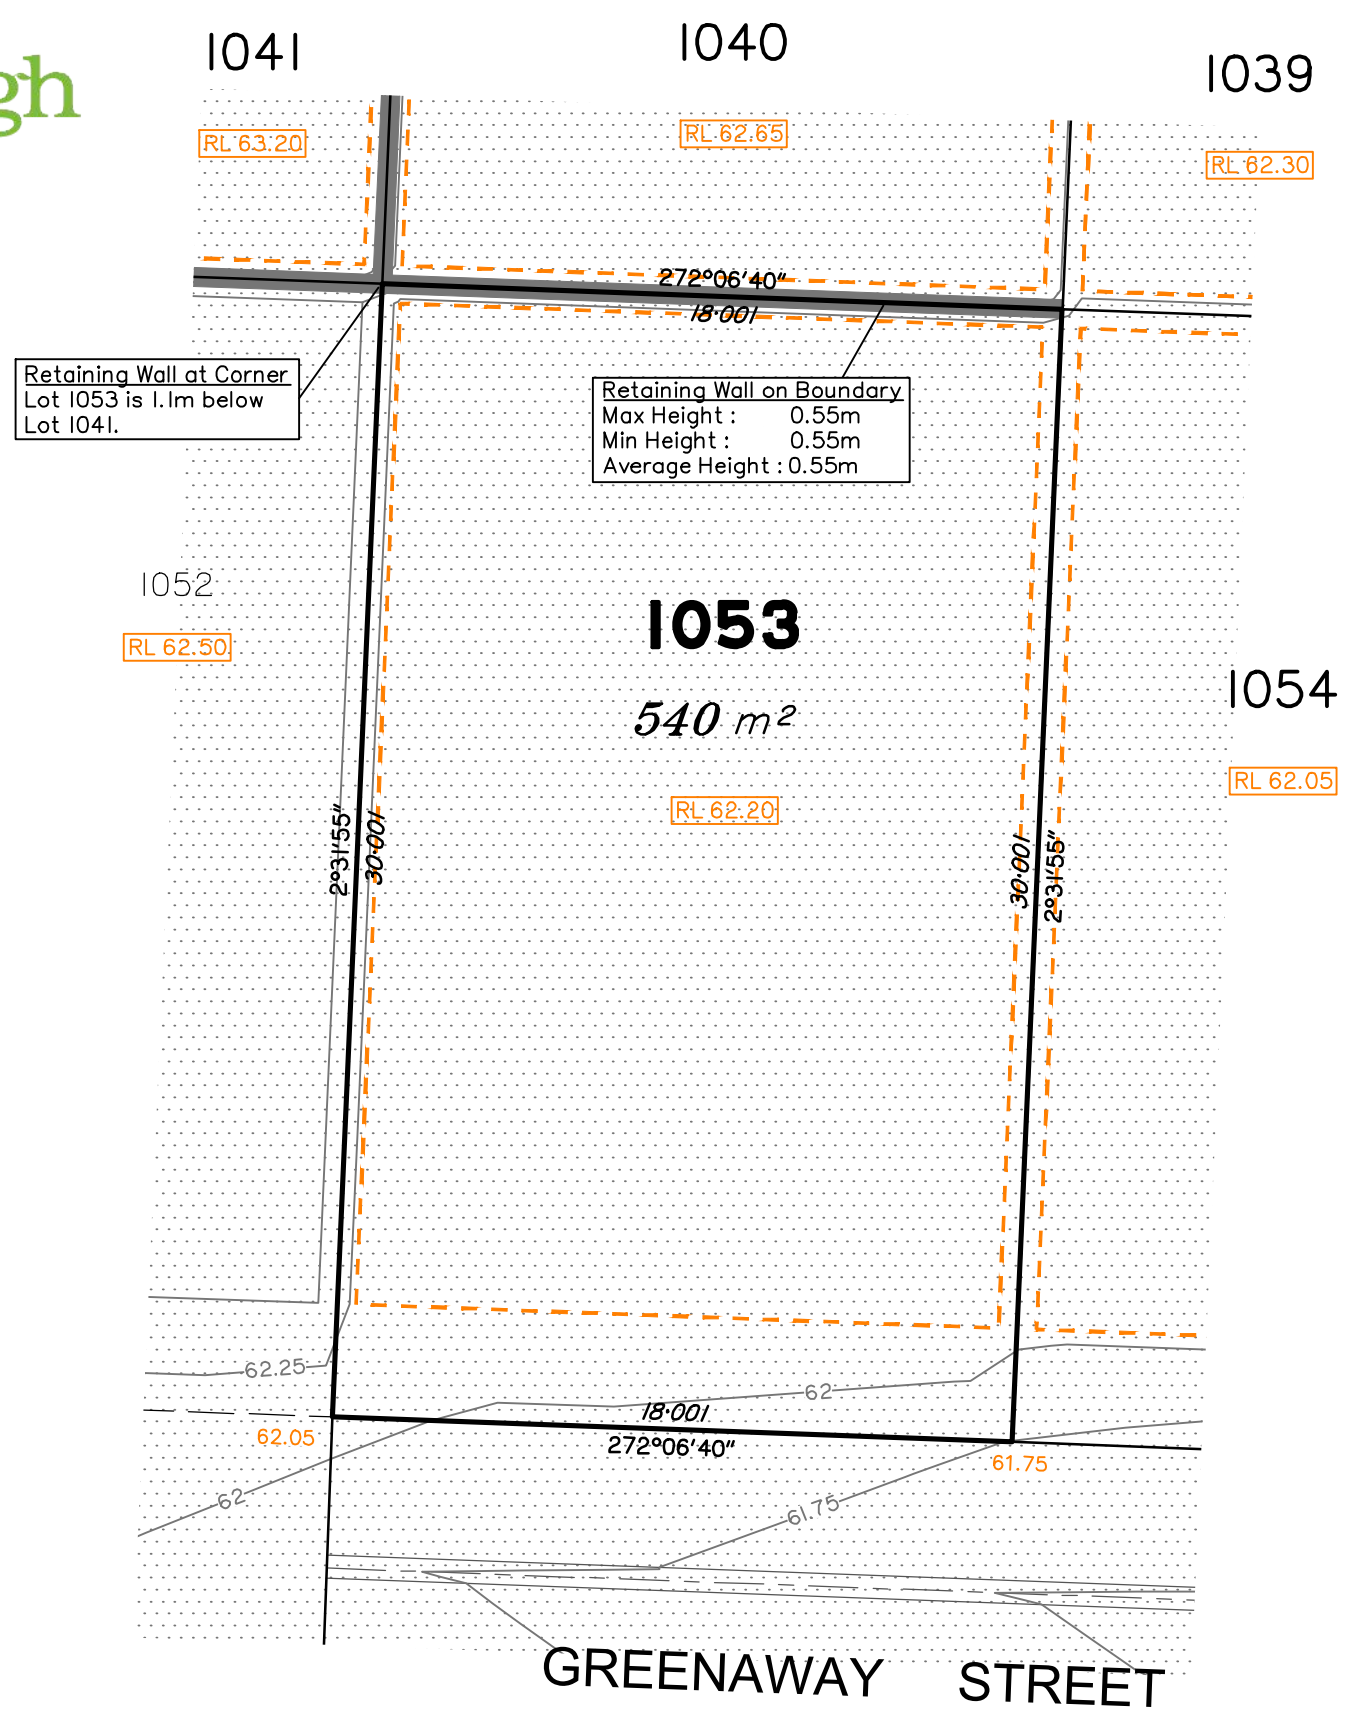 gh
1041
1040
1039
RL 63.20
RL 62.65
RL 62.30
272°06'40"
18·001
Retaining Wall at Corner
Lot 1053 is 1.1m below
Lot 1041.
Retaining Wall on Boundary
Max Height : 0.55m
Min Height : 0.55m
Average Height : 0.55m
1052
RL 62.50
1053
540 m²
1054
RL 62.20
RL 62.05
2°31'55"
30·001
30·001
2°31'55"
62.25
62
18·001
272°06'40"
62.05
61.75
62
61.75
GREENAWAY STREET